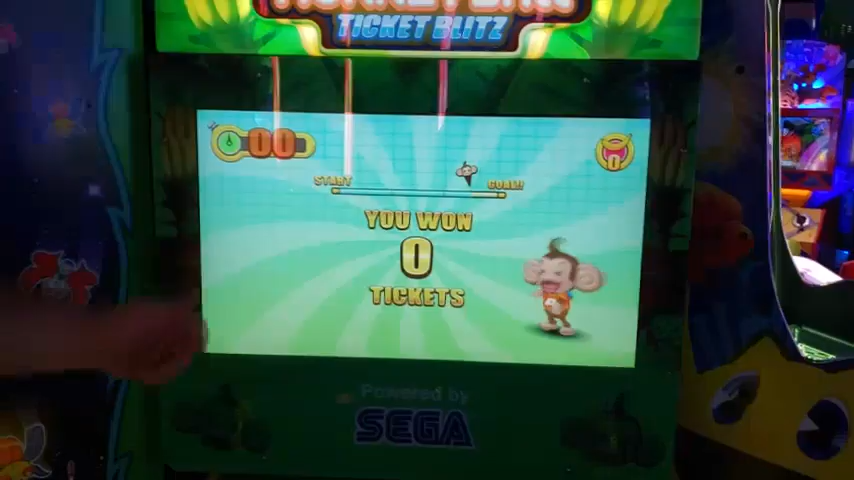 TICKET BLITZ
00
0
START
GOAL!!
YOU WON
0
TICKETS
Powered by
SEGA